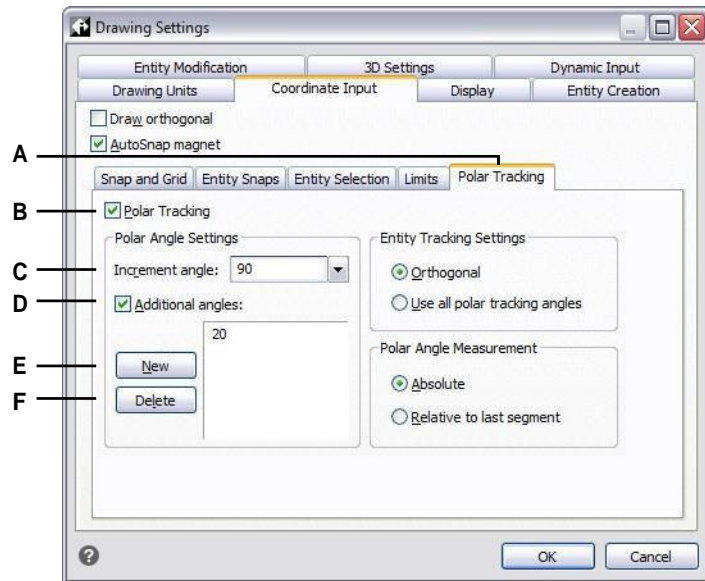 Drawing Settings
Entity Modification 3D Settings Dynamic Input
Drawing Units Coordinate Input Display Entity Creation
Draw orthogonal
AutoSnap magnet
A
Snap and Grid Entity Snaps Entity Selection Limits Polar Tracking
B Polar Tracking
Polar Angle Settings Entity Tracking Settings
C Increment angle: 90 Orthogonal
D Additional angles: Use all polar tracking angles
20
Polar Angle Measurement
E New Absolute
F Delete Relative to last segment
? OK Cancel